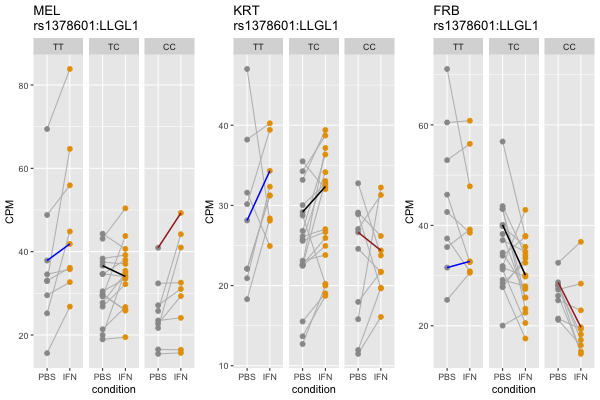 MEL
rs1378601:LLGL1
TT TC CC
CPM
80
60
40
20
PBS IFN PBS IFN PBS IFN
condition
KRT
rs1378601:LLGL1
TT TC CC
CPM
40
30
20
10
PBS IFN PBS IFN PBS IFN
condition
FRB
rs1378601:LLGL1
TT TC CC
CPM
60
40
20
PBS IFN PBS IFN PBS IFN
condition